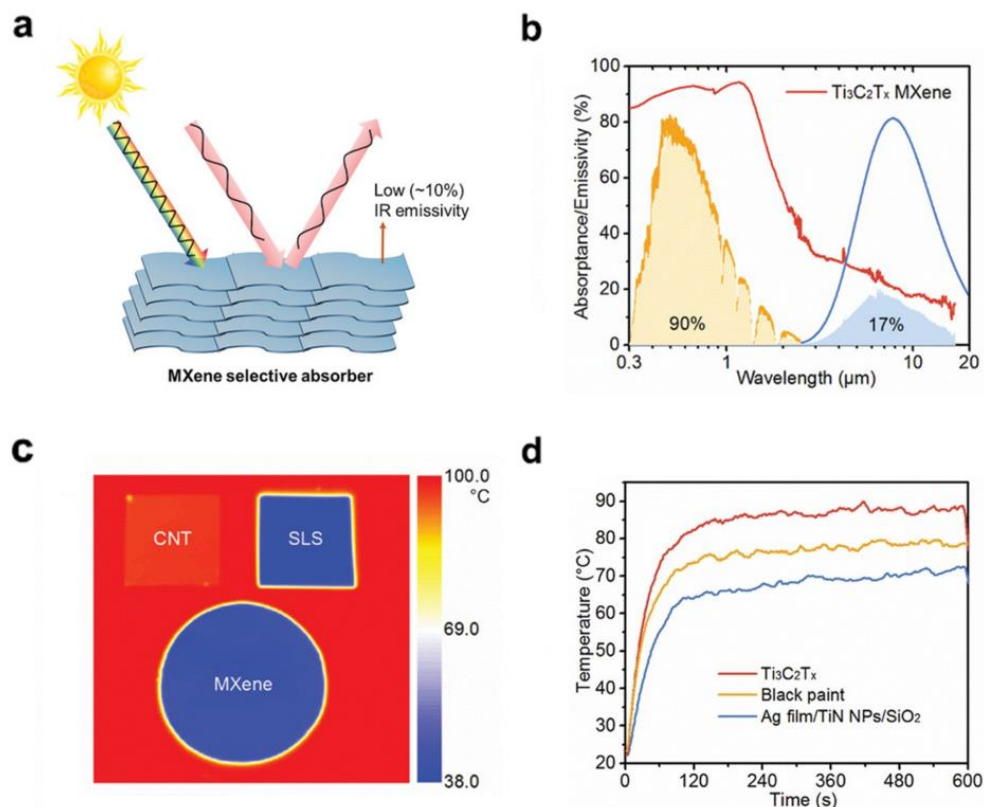 a
Low (~10%)
IR emissivity
MXene selective absorber
b
Absorptance/Emissivity (%)
100
80
60
40
20
0
Ti₃C₂Tₓ MXene
90%
17%
0.3
1
10
20
Wavelength (µm)
c
CNT
SLS
MXene
100.0
°C
69.0
38.0
d
Temperature (°C)
90
80
70
60
50
40
30
20
Ti₃C₂Tₓ
Black paint
Ag film/TiN NPs/SiO₂
0
120
240
360
480
600
Time (s)